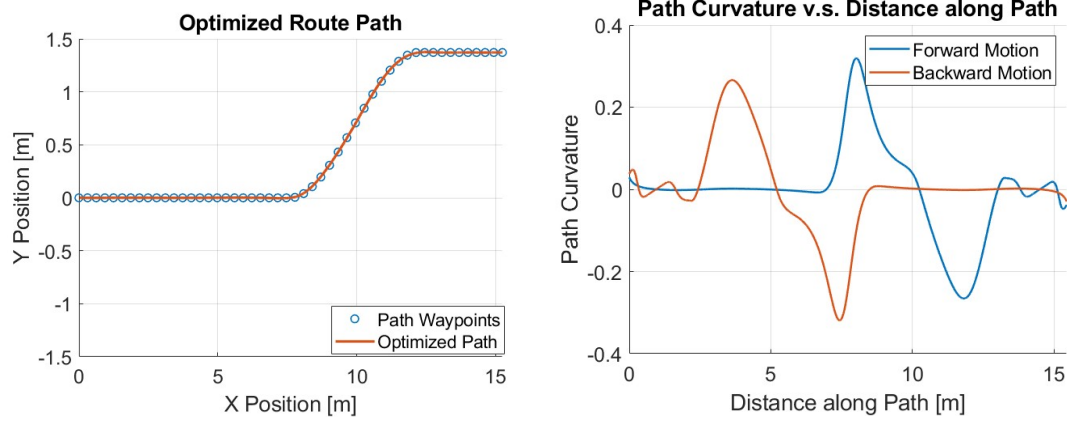 Optimized Route Path
1.5
1
0.5
0
-0.5
-1
-1.5
Y Position [m]
Path Waypoints
Optimized Path
0
5
10
15
X Position [m]
Path Curvature v.s. Distance along Path
0.4
0.2
0
-0.2
-0.4
Path Curvature
Forward Motion
Backward Motion
0
5
10
15
Distance along Path [m]